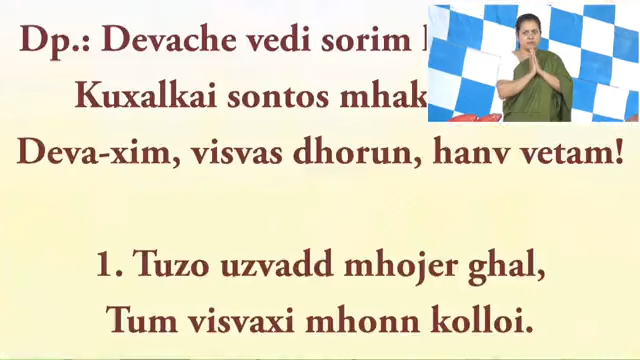 Dp.: Devache vedi sorim
Kuxalkai sontos
Deva-xim, visvas dhorun, hanv vetam!
1. Tuzo uzvadd mhojer ghal,
Tum visvaxi mhonn kolloi.